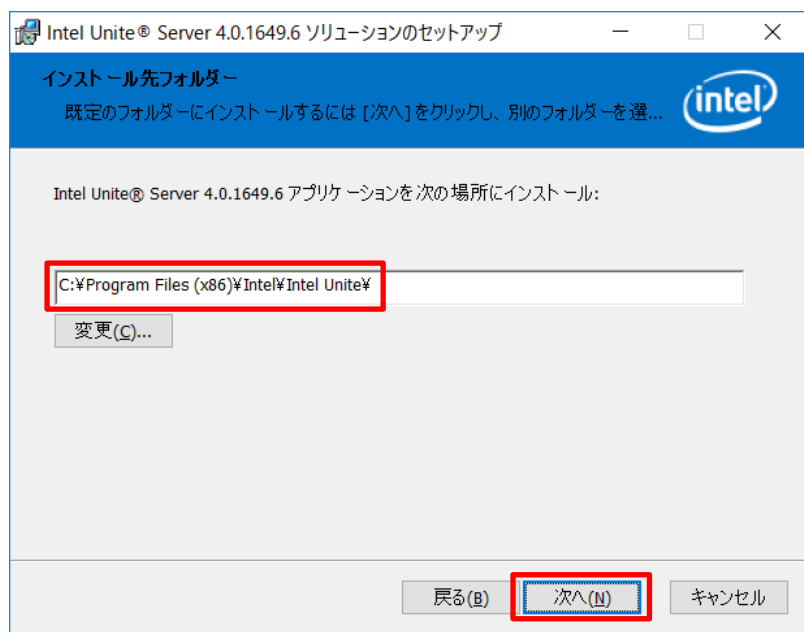 Intel Unite® Server 4.0.1649.6 ソリューションのセットアップ
インストール先フォルダー
既定のフォルダーにインストールするには [次へ] をクリックし、別のフォルダーを選...
intel
Intel Unite® Server 4.0.1649.6 アプリケーションを次の場所にインストール:
C:¥Program Files (x86)¥Intel¥Intel Unite¥
変更(C)...
戻る(B) 次へ(N) キャンセル